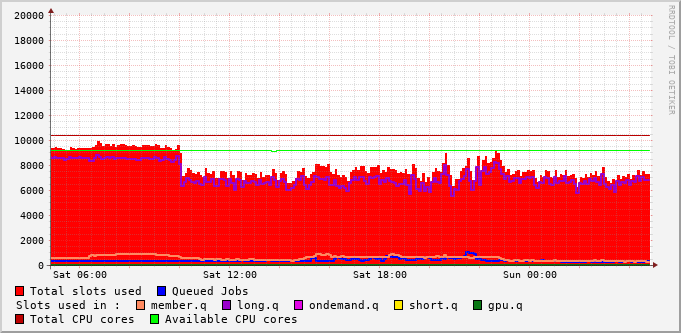 20000
18000
16000
14000
12000
10000
8000
6000
4000
2000
0
Sat 06:00 Sat 12:00 Sat 18:00 Sun 00:00
RRDTOOL / TOBI OETIKER
Total slots used Queued Jobs
Slots used in : member.q long.q ondemand.q short.q gpu.q
Total CPU cores Available CPU cores